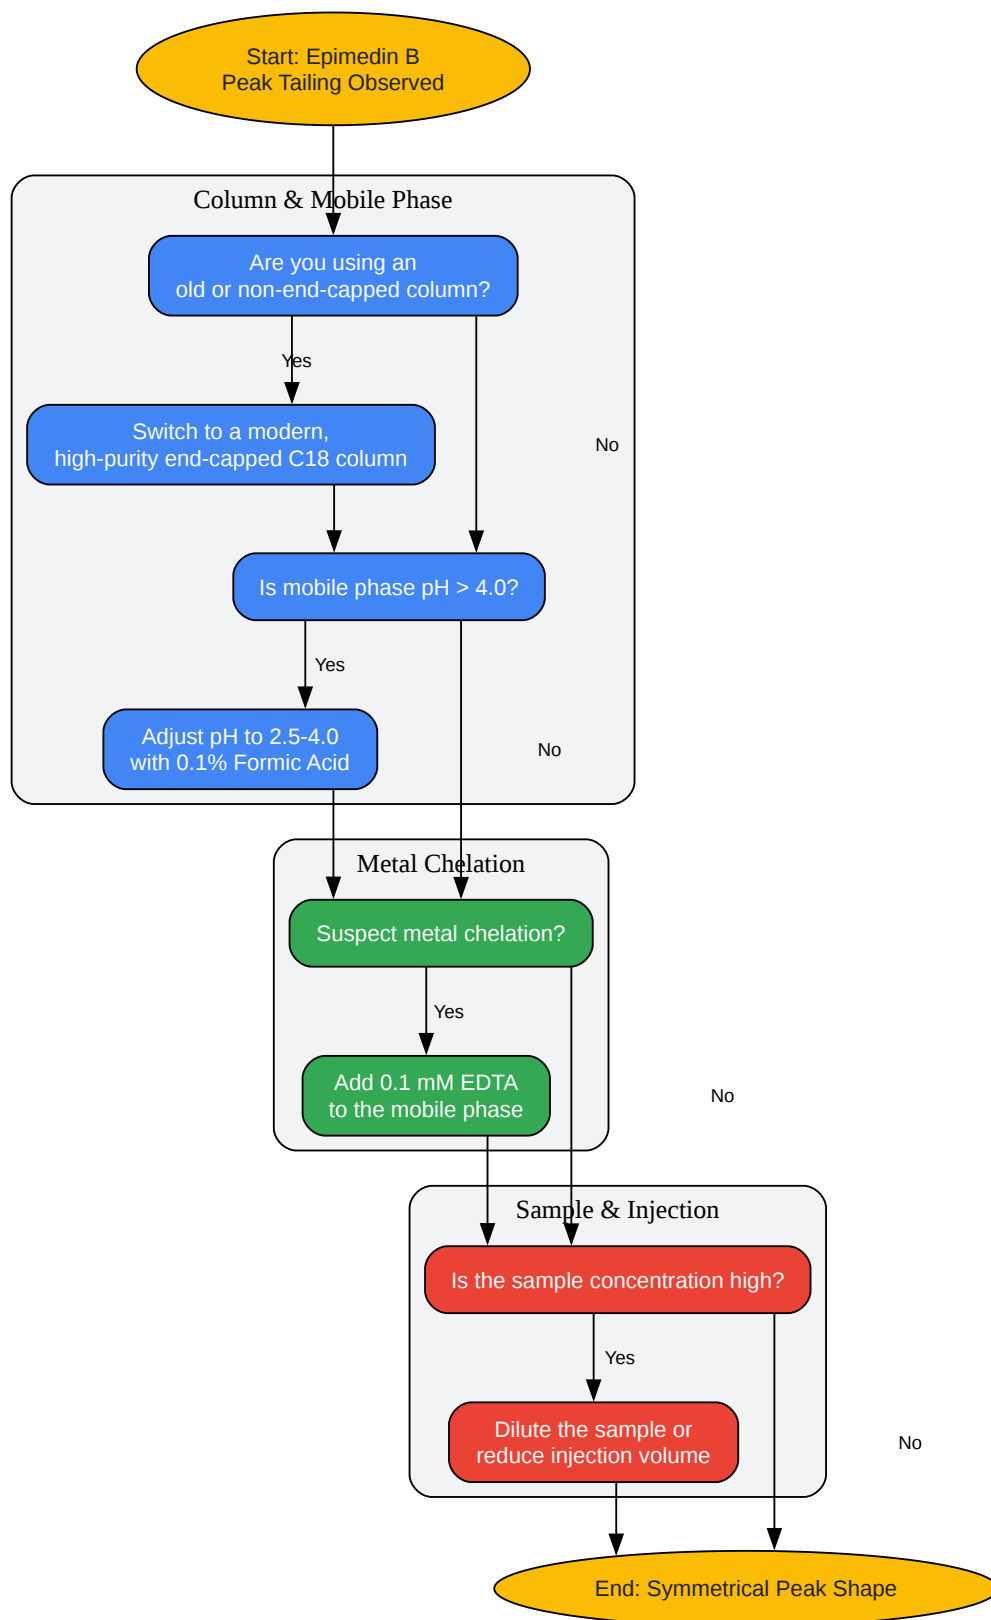 Start: Epimedin B
Peak Tailing Observed
Column & Mobile Phase
Are you using an
old or non-end-capped column?
Yes
Switch to a modern,
high-purity end-capped C18 column
No
Is mobile phase pH > 4.0?
Yes
Adjust pH to 2.5-4.0
with 0.1% Formic Acid
No
Metal Chelation
Suspect metal chelation?
Yes
Add 0.1 mM EDTA
to the mobile phase
No
Sample & Injection
Is the sample concentration high?
Yes
Dilute the sample or
reduce injection volume
No
End: Symmetrical Peak Shape